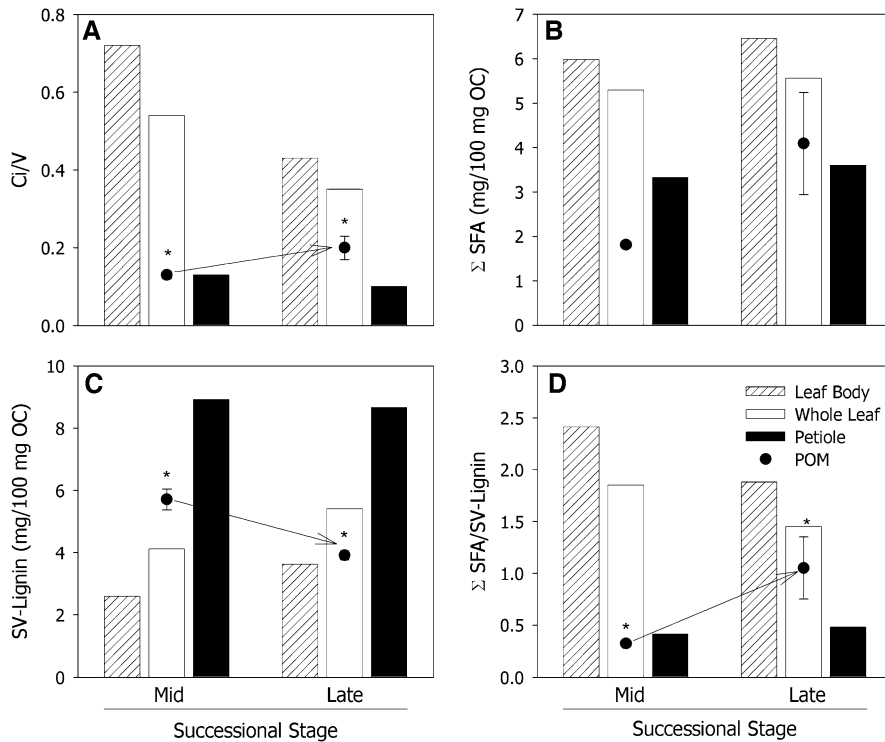 A
0.8
0.6
0.4
0.2
0.0
Ci/V
*
*
B
7
6
5
4
3
2
1
0
Σ SFA (mg/100 mg OC)
C
10
8
6
4
2
0
SV-Lignin (mg/100 mg OC)
*
*
Mid
Late
Successional Stage
D
3.0
2.5
2.0
1.5
1.0
0.5
0.0
Σ SFA/SV-Lignin
Leaf Body
Whole Leaf
Petiole
POM
*
*
Mid
Late
Successional Stage